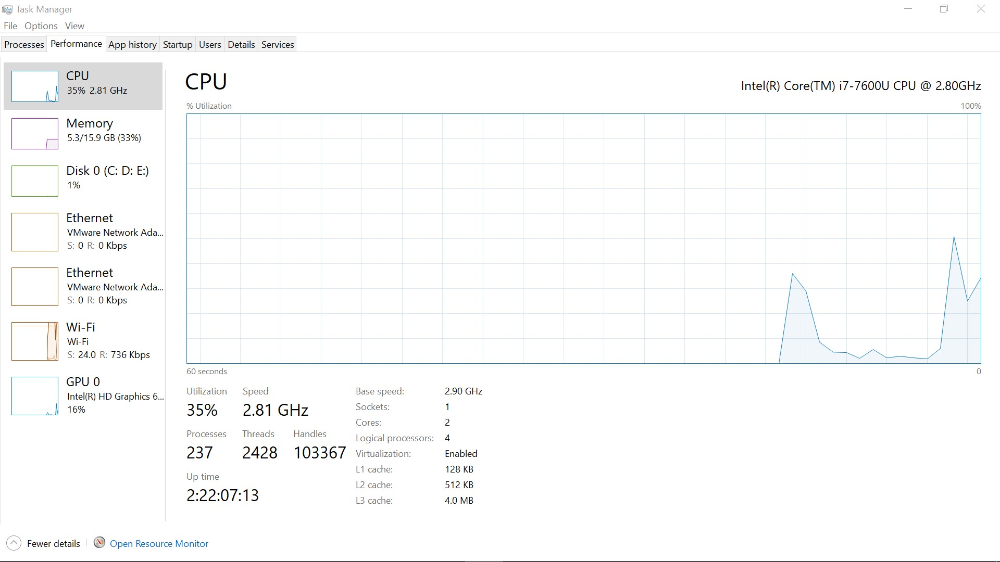 Task Manager
File Options View
Processes Performance App history Startup Users Details Services
CPU
35% 2.81 GHz
Memory
5.3/15.9 GB (33%)
Disk 0 (C: D: E:)
1%
Ethernet
VMware Network Ada...
S: 0 R: 0 Kbps
Ethernet
VMware Network Ada...
S: 0 R: 0 Kbps
Wi-Fi
Wi-Fi
S: 24.0 R: 736 Kbps
GPU 0
Intel(R) HD Graphics 6...
16%
CPU
Intel(R) Core(TM) i7-7600U CPU @ 2.80GHz
% Utilization 100%
60 seconds 0
Utilization Speed
35% 2.81 GHz
Processes Threads Handles
237 2428 103367
Up time
2:22:07:13
Base speed: 2.90 GHz
Sockets: 1
Cores: 2
Logical processors: 4
Virtualization: Enabled
L1 cache: 128 KB
L2 cache: 512 KB
L3 cache: 4.0 MB
Fewer details Open Resource Monitor